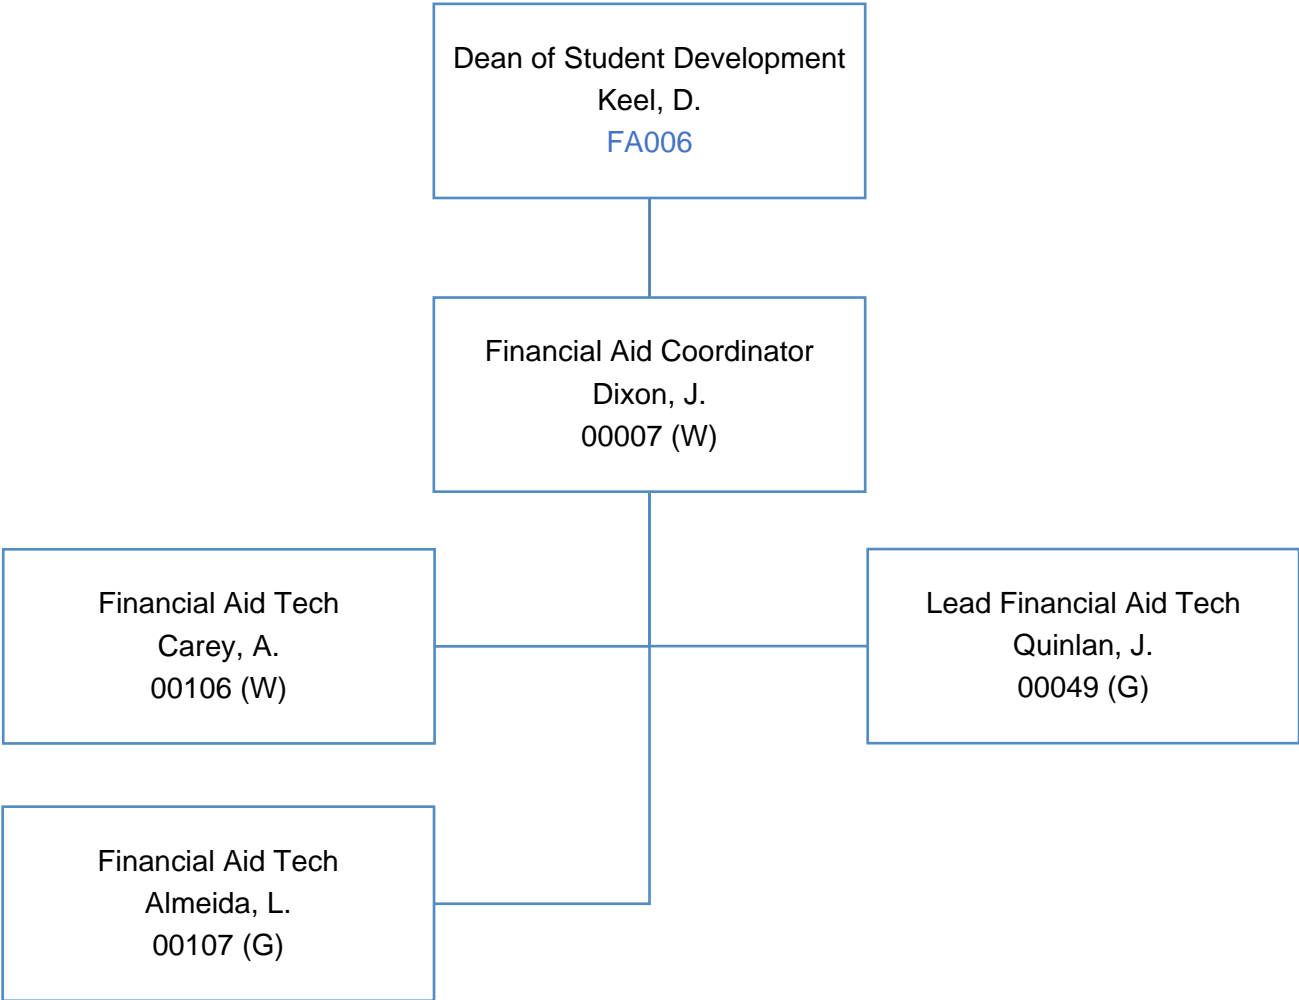 Dean of Student Development
Keel, D.
FA006
Financial Aid Coordinator
Dixon, J.
00007 (W)
Financial Aid Tech
Carey, A.
00106 (W)
Lead Financial Aid Tech
Quinlan, J.
00049 (G)
Financial Aid Tech
Almeida, L.
00107 (G)